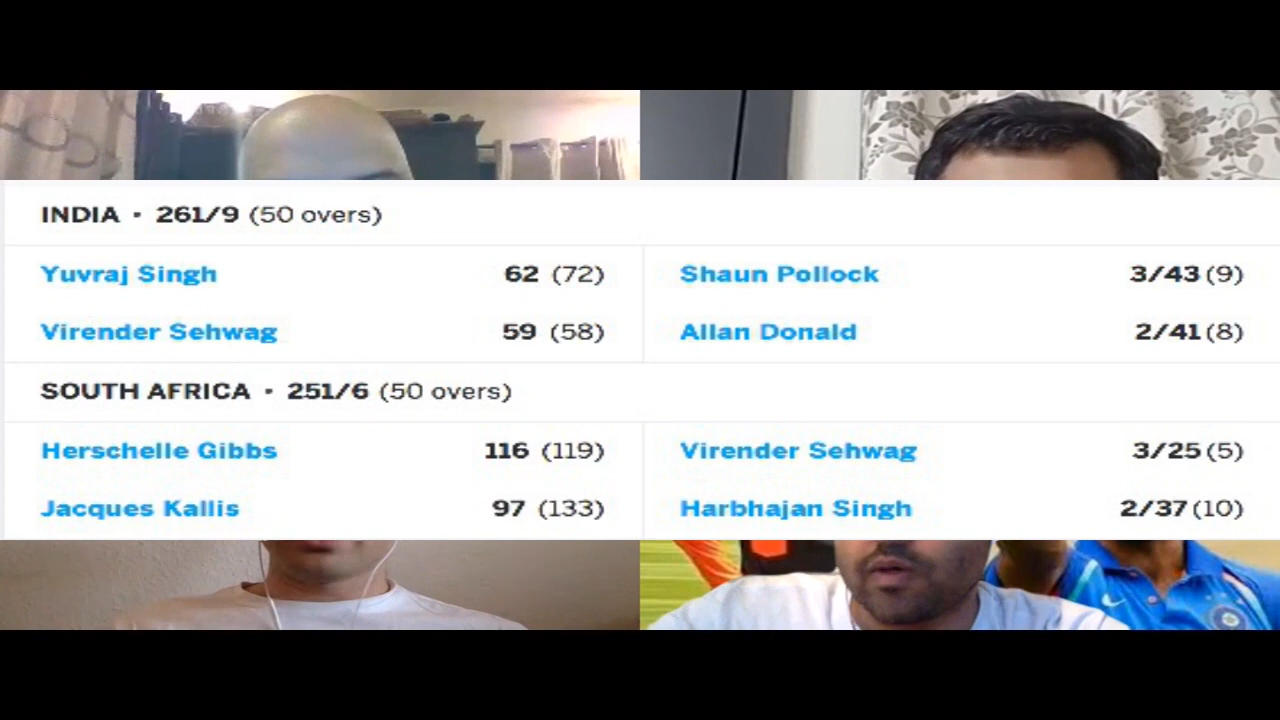 INDIA • 261/9 (50 overs)
Yuvraj Singh 62 (72) Shaun Pollock 3/43 (9)
Virender Sehwag 59 (58) Allan Donald 2/41 (8)
SOUTH AFRICA • 251/6 (50 overs)
Herschelle Gibbs 116 (119) Virender Sehwag 3/25 (5)
Jacques Kallis 97 (133) Harbhajan Singh 2/37 (10)